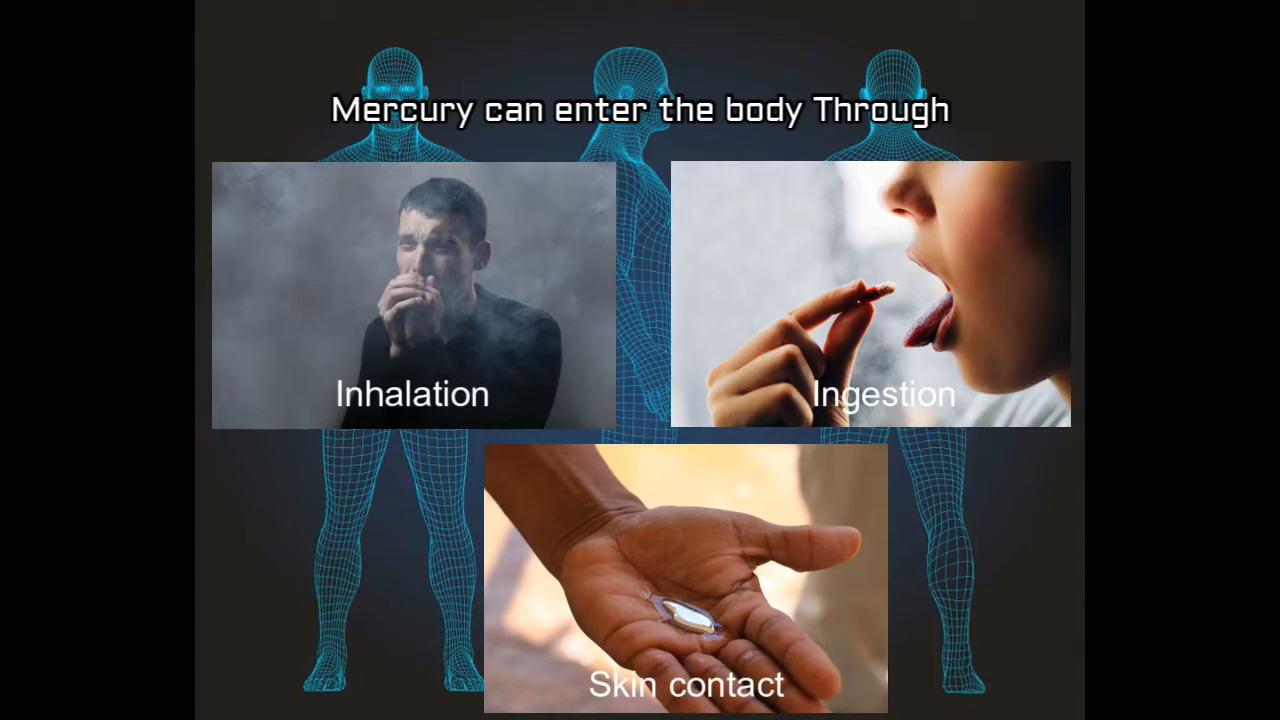 Mercury can enter the body Through
Inhalation
Ingestion
Skin contact